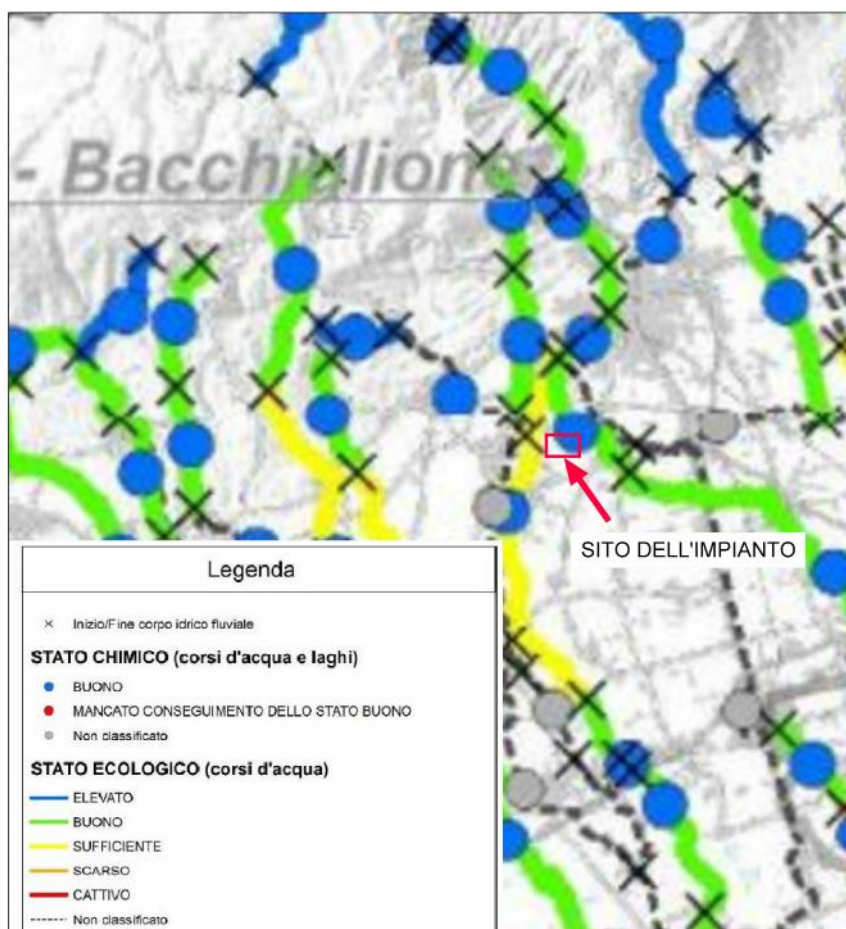 - Bacchiglione
SITO DELL'IMPIANTO
Legenda
Inizio/Fine corpo idrico fluviale
STATO CHIMICO (corsi d'acqua e laghi)
BUONO
MANCATO CONSEGUIMENTO DELLO STATO BUONO
Non classificato
STATO ECOLOGICO (corsi d'acqua)
ELEVATO
BUONO
SUFFICIENTE
SCARSO
CATTIVO
Non classificato